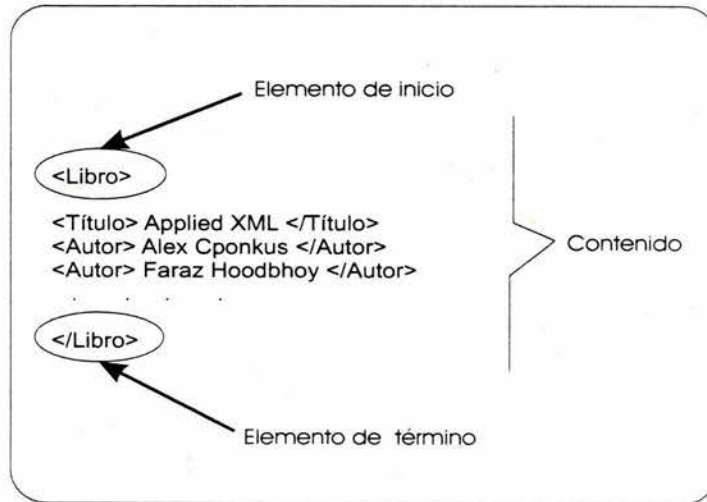 Elemento de inicio
<Libro>
<Título> Applied XML </Título>
<Autor> Alex Cponkus </Autor>
<Autor> Faraz Hoodbhoy </Autor>
. . . . .
Contenido
</Libro>
Elemento de término